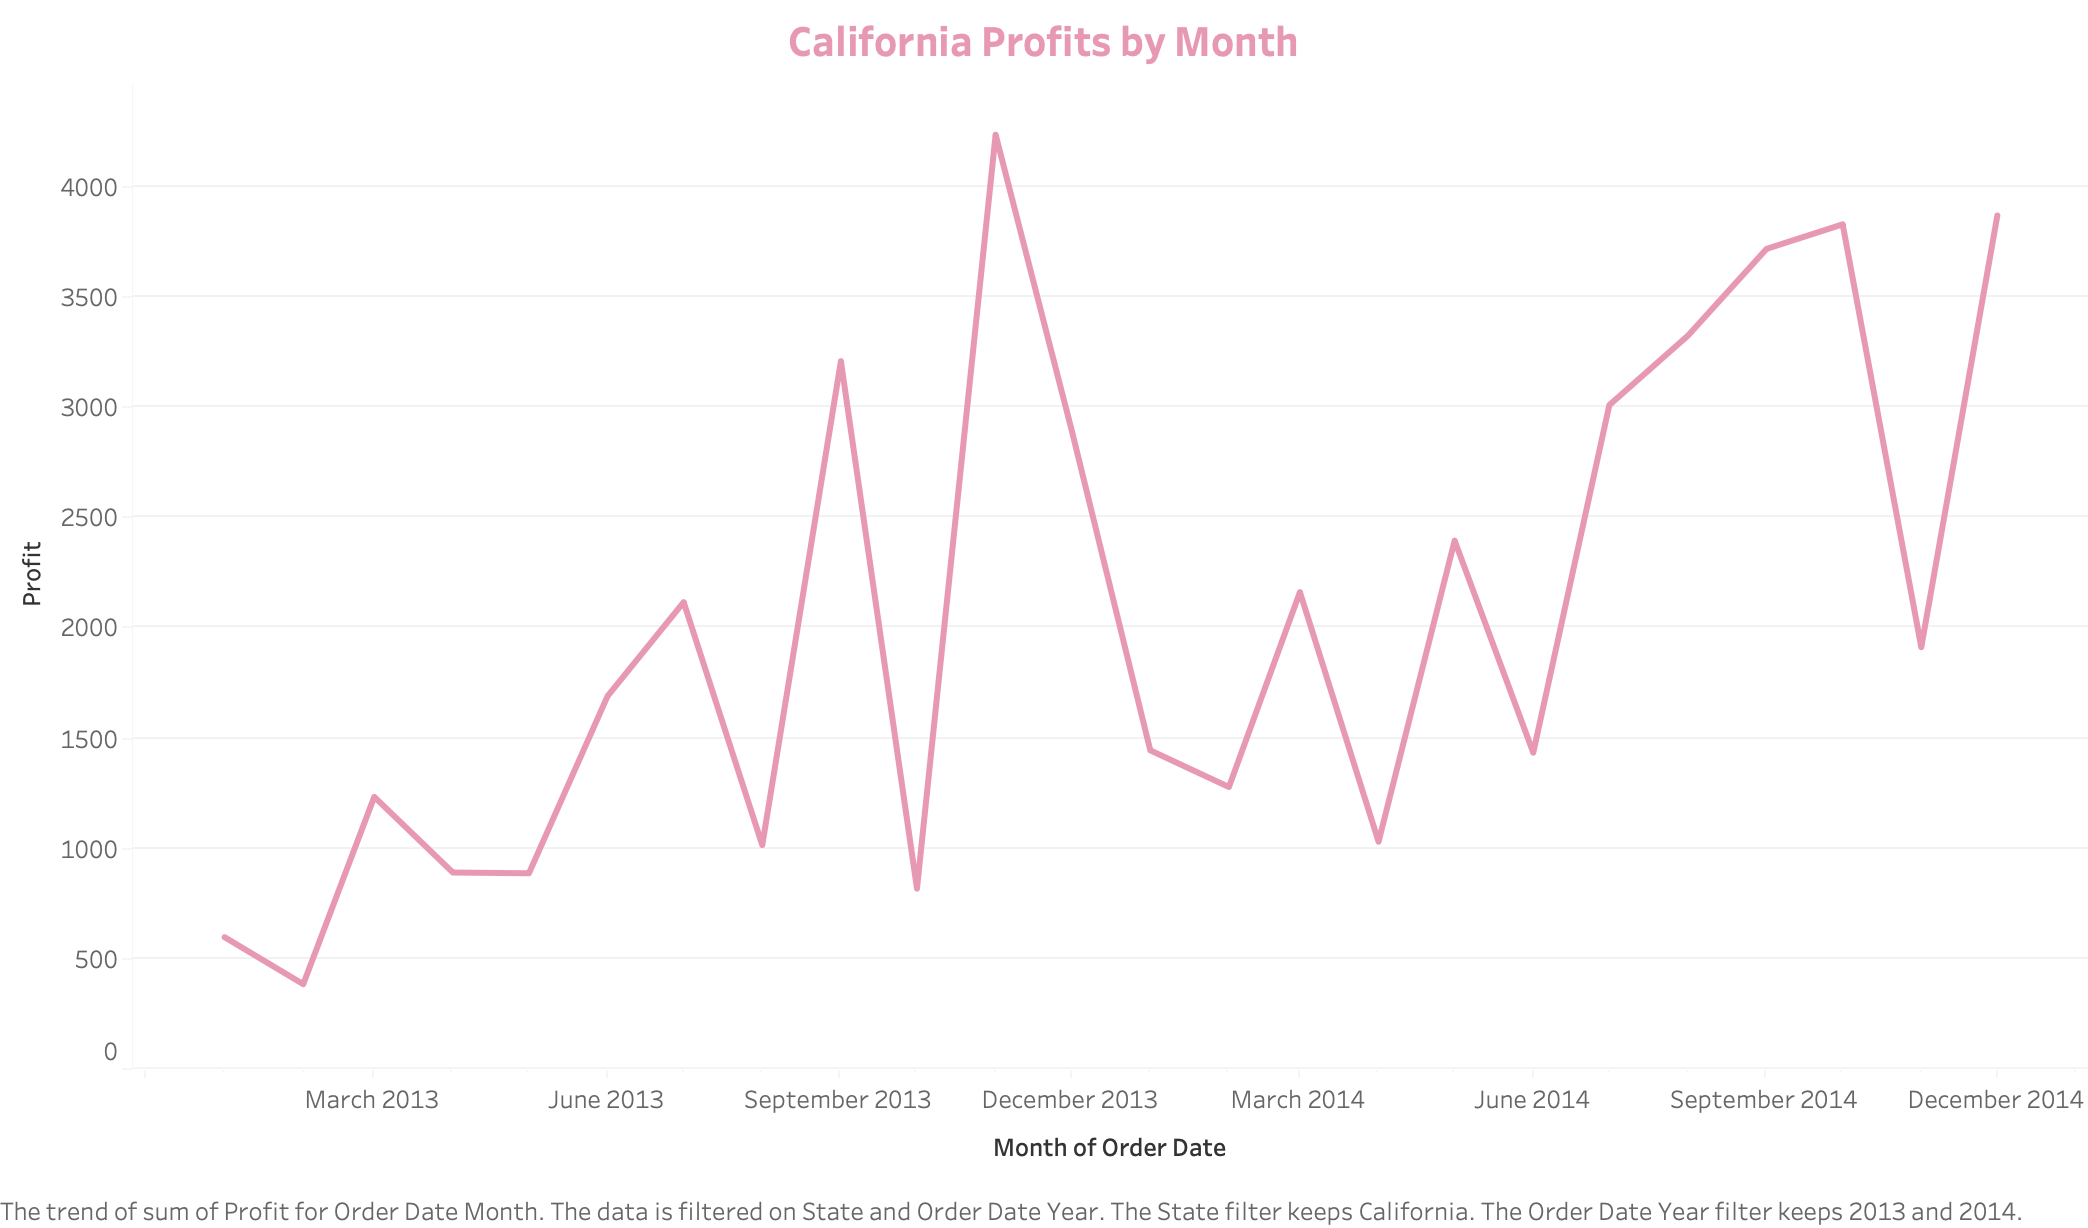 California Profits by Month
4000
3500
3000
2500
2000
1500
1000
500
0
Profit
March 2013 June 2013 September 2013 December 2013 March 2014 June 2014 September 2014 December 2014
Month of Order Date
The trend of sum of Profit for Order Date Month. The data is filtered on State and Order Date Year. The State filter keeps California. The Order Date Year filter keeps 2013 and 2014.